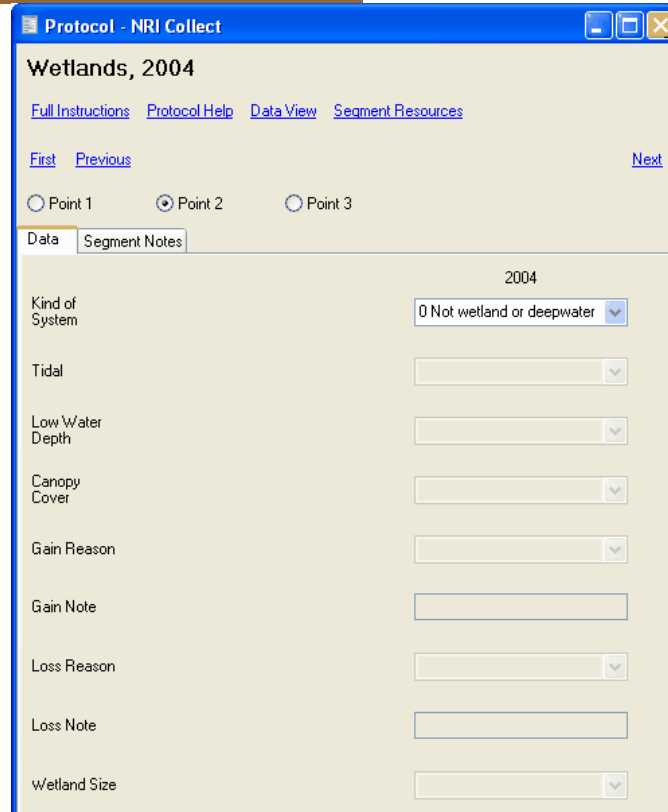 Protocol - NRI Collect
Wetlands, 2004
Full Instructions Protocol Help Data View Segment Resources
First Previous Next
Point 1 Point 2 Point 3
Data Segment Notes
2004
Kind of
System
0 Not wetland or deepwater
Tidal
Low Water
Depth
Canopy
Cover
Gain Reason
Gain Note
Loss Reason
Loss Note
Wetland Size